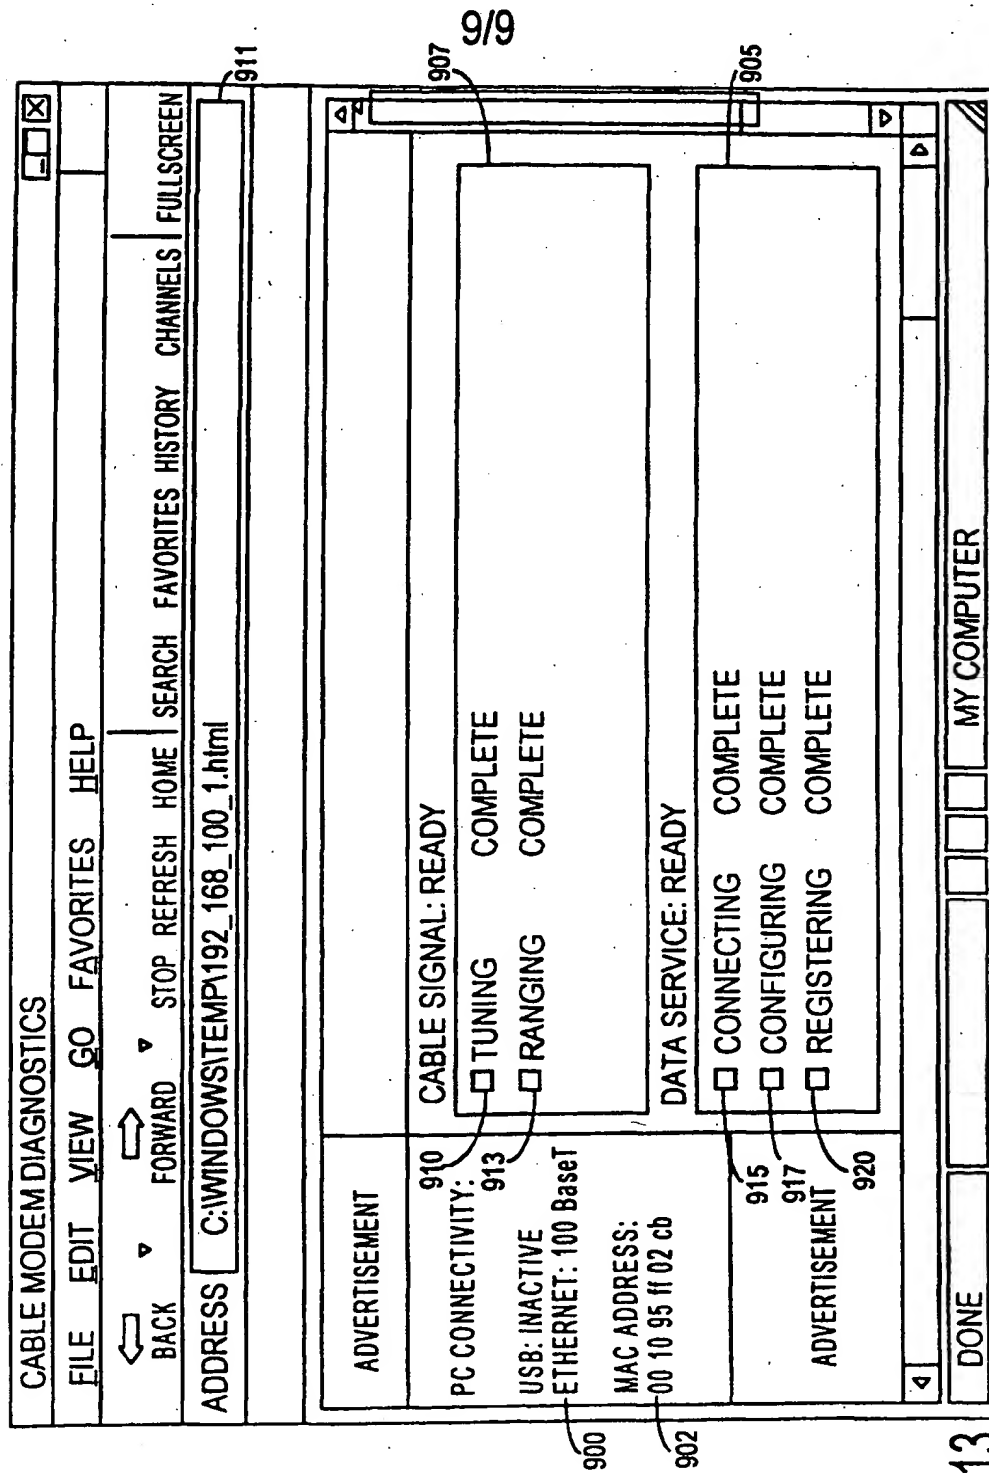 9/9
CABLE MODEM DIAGNOSTICS
FILE EDIT VIEW GO FAVORITES HELP
BACK FORWARD STOP REFRESH HOME SEARCH FAVORITES HISTORY CHANNELS FULLSCREEN
ADDRESS C:\WINDOWS\TEMP\192_168_100_1.html
911
ADVERTISEMENT
PC CONNECTIVITY:
USB: INACTIVE
ETHERNET: 100 BaseT
900
MAC ADDRESS:
00 10 95 ff 02 cb
902
ADVERTISEMENT
CABLE SIGNAL: READY
907
910
TUNING COMPLETE
913
RANGING COMPLETE
DATA SERVICE: READY
905
915
CONNECTING COMPLETE
917
CONFIGURING COMPLETE
920
REGISTERING COMPLETE
DONE
MY COMPUTER
13